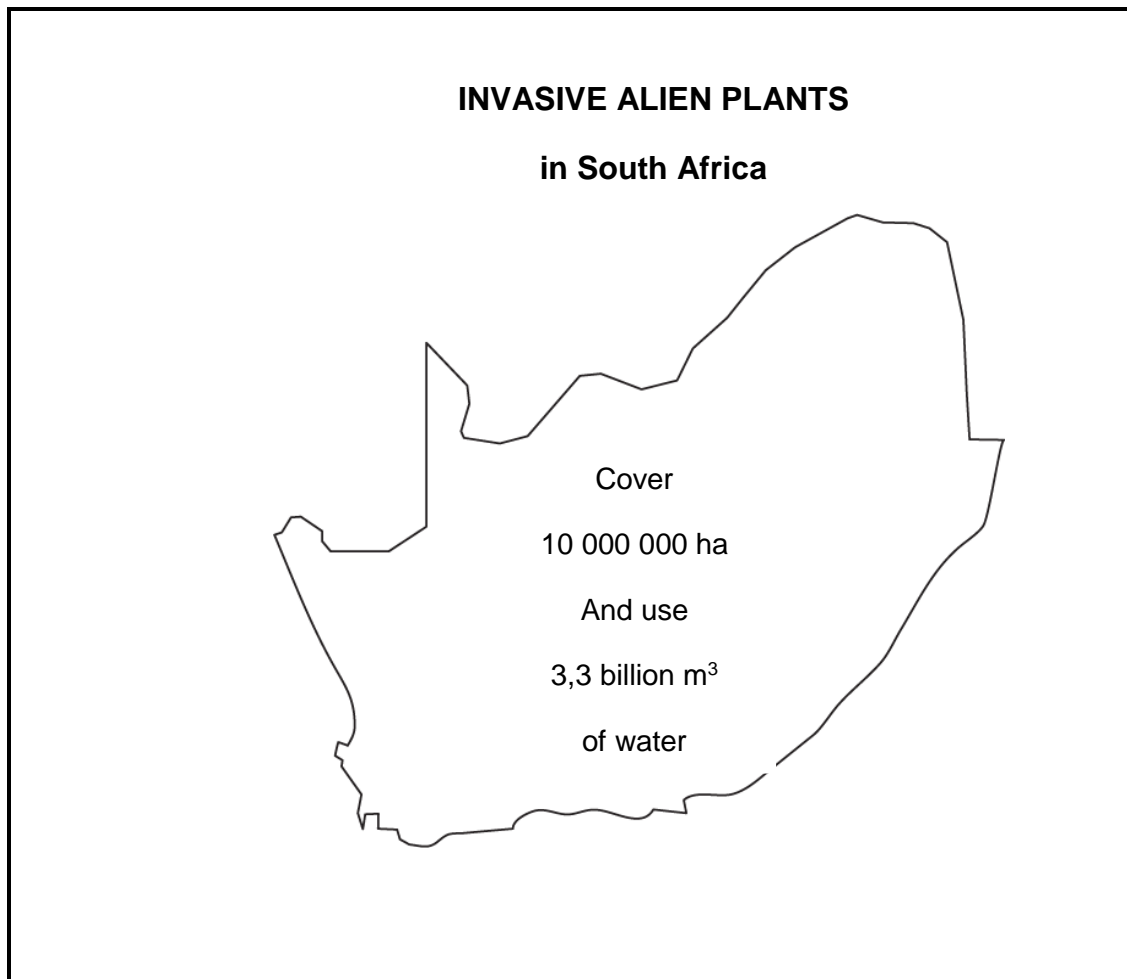 INVASIVE ALIEN PLANTS
in South Africa
Cover
10 000 000 ha
And use
3,3 billion m³
of water